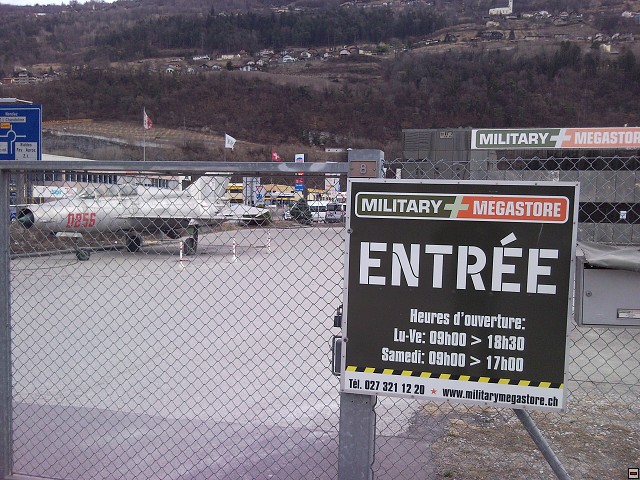 MILITARY + MEGASTORE
MILITARY + MEGASTORE
ENTRÉE
Heures d'ouverture:
Lu-Ve: 09h00 > 18h30
Samedi: 09h00 > 17h00
Tél. 027 321 12 20 ★ www.militarymegastore.ch
0856
8